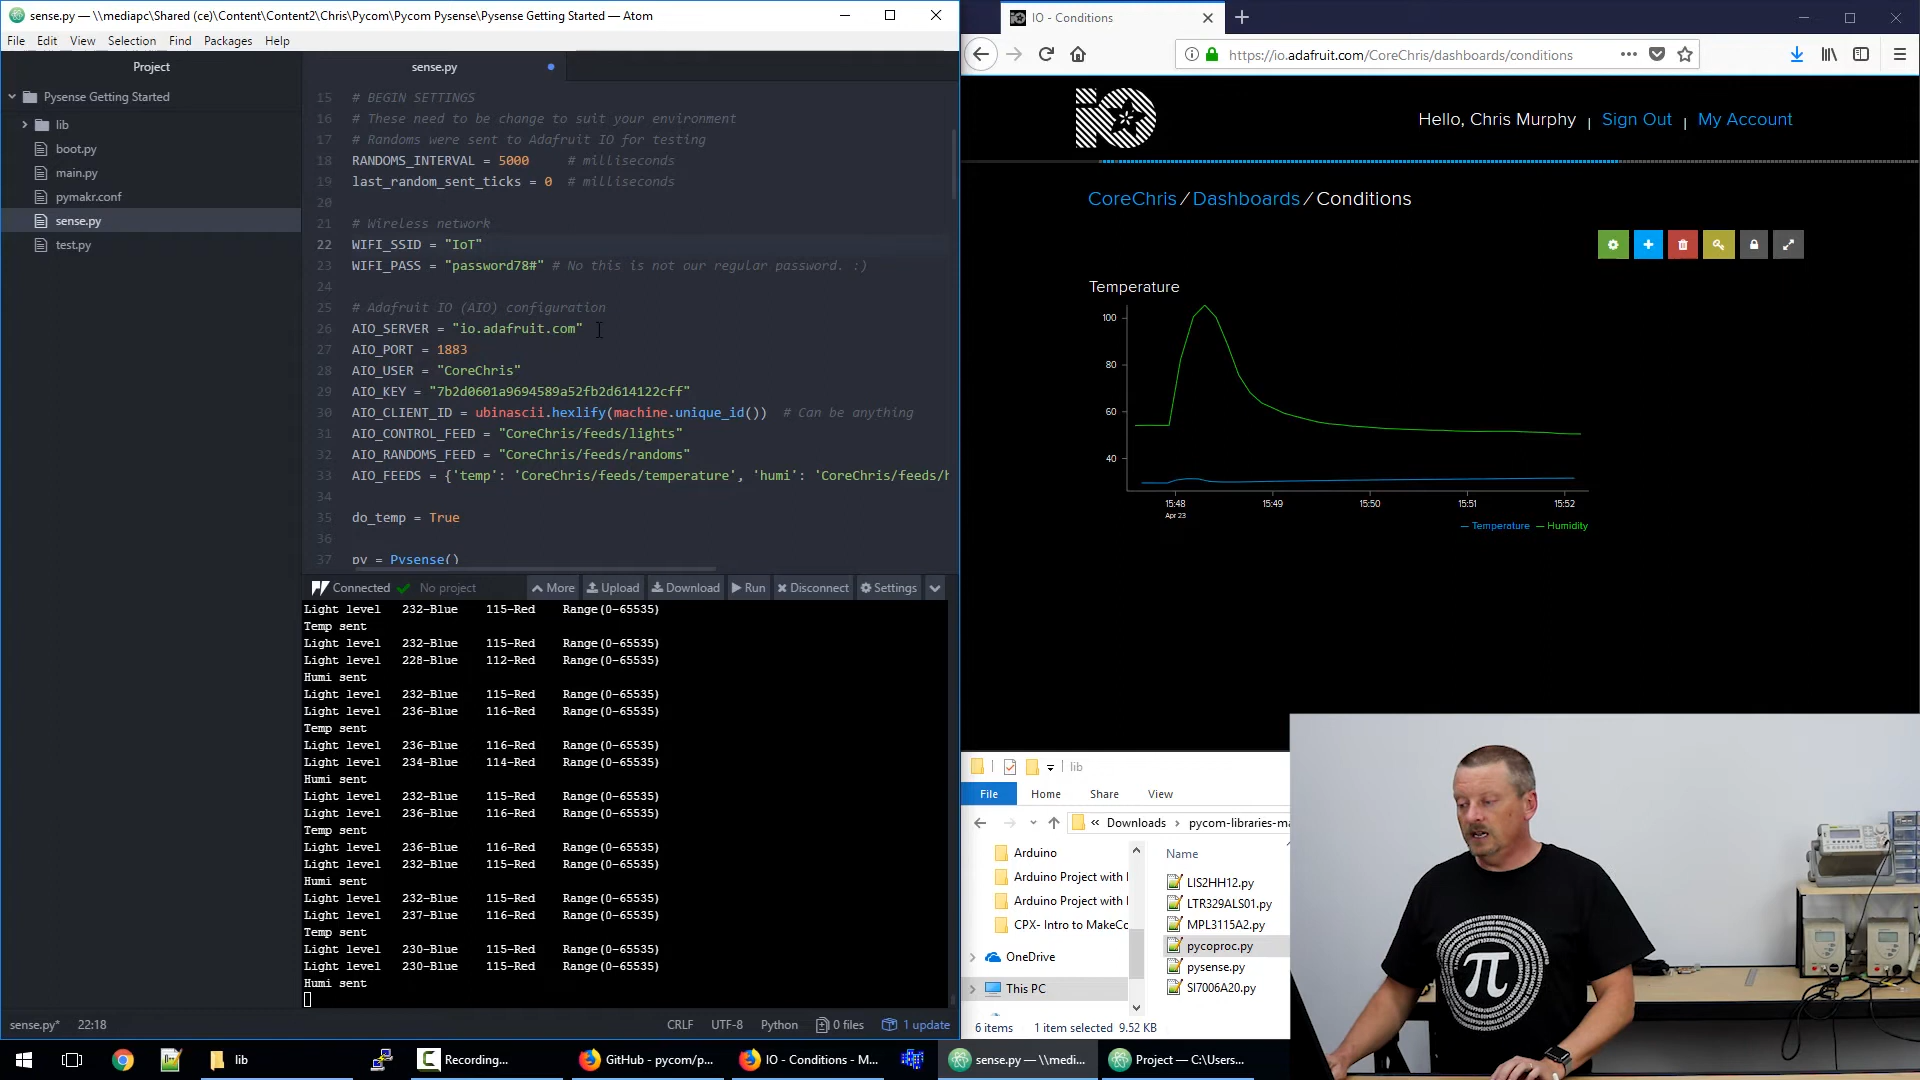 sense.py — \\mediapc\Shared (ce)\Content\Content2\Chris\Pycom\Pycom Pysense\Pysense Getting Started — Atom
File Edit View Selection Find Packages Help
Project
Pysense Getting Started
lib
boot.py
main.py
pymakr.conf
sense.py
test.py
sense.py
15 # BEGIN SETTINGS
16 # These need to be change to suit your environment
17 # Randoms were sent to Adafruit IO for testing
18 RANDOMS_INTERVAL = 5000 # milliseconds
19 last_random_sent_ticks = 0 # milliseconds
20
21 # Wireless network
22 WIFI_SSID = "IoT"
23 WIFI_PASS = "password78#" # No this is not our regular password. :)
24
25 # Adafruit IO (AIO) configuration
26 AIO_SERVER = "io.adafruit.com"
27 AIO_PORT = 1883
28 AIO_USER = "CoreChris"
29 AIO_KEY = "7b2d0601a9694589a52fb2d614122cff"
30 AIO_CLIENT_ID = ubinascii.hexlify(machine.unique_id()) # Can be anything
31 AIO_CONTROL_FEED = "CoreChris/feeds/lights"
32 AIO_RANDOMS_FEED = "CoreChris/feeds/randoms"
33 AIO_FEEDS = {'temp': 'CoreChris/feeds/temperature', 'humi': 'CoreChris/feeds/h
34
35 do_temp = True
36
37 py = Pysense()
Connected No project More Upload Download Run Disconnect Settings
Light level 232-Blue 115-Red Range(0-65535)
Temp sent
Light level 232-Blue 115-Red Range(0-65535)
Light level 228-Blue 112-Red Range(0-65535)
Humi sent
Light level 232-Blue 115-Red Range(0-65535)
Light level 236-Blue 116-Red Range(0-65535)
Temp sent
Light level 236-Blue 116-Red Range(0-65535)
Light level 234-Blue 114-Red Range(0-65535)
Humi sent
Light level 232-Blue 115-Red Range(0-65535)
Light level 236-Blue 116-Red Range(0-65535)
Temp sent
Light level 236-Blue 116-Red Range(0-65535)
Light level 232-Blue 115-Red Range(0-65535)
Humi sent
Light level 232-Blue 115-Red Range(0-65535)
Light level 237-Blue 116-Red Range(0-65535)
Temp sent
Light level 230-Blue 115-Red Range(0-65535)
Light level 230-Blue 115-Red Range(0-65535)
Humi sent
sense.py* 22:18 CRLF UTF-8 Python 0 files 1 update
IO - Conditions
https://io.adafruit.com/CoreChris/dashboards/conditions
Hello, Chris Murphy | Sign Out | My Account
CoreChris / Dashboards / Conditions
Temperature
100
80
60
40
15:48 15:49 15:50 15:51 15:52
Apr 23
Temperature Humidity
lib
File Home Share View
« Downloads › pycom-libraries-ma
Arduino
Arduino Project with
Arduino Project with
CPX- Intro to MakeCo
OneDrive
This PC
Name
LIS2HH12.py
LTR329ALS01.py
MPL3115A2.py
pycoproc.py
pysense.py
SI7006A20.py
6 items 1 item selected 9.52 KB
π
lib Recording... GitHub - pycom/p... IO - Conditions - M... sense.py — \\medi... Project — C:\Users...